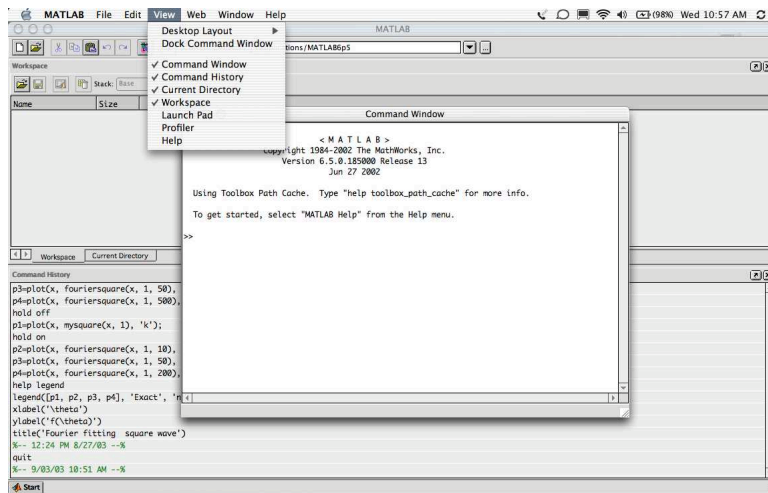 MATLAB File Edit View Web Window Help (98%) Wed 10:57 AM
MATLAB
Desktop Layout
Dock Command Window
Command Window
Command History
Current Directory
Workspace
Launch Pad
Profiler
Help
tions/MATLAB6p5
Workspace
Stack: Base
Name Size
Command Window
< M A T L A B >
Copyright 1984-2002 The MathWorks, Inc.
Version 6.5.0.185000 Release 13
Jun 27 2002
Using Toolbox Path Cache. Type "help toolbox_path_cache" for more info.
To get started, select "MATLAB Help" from the Help menu.
>>
Workspace Current Directory
Command History
p3=plot(x, fouriersquare(x, 1, 50),
p4=plot(x, fouriersquare(x, 1, 500),
hold off
p1=plot(x, mysquare(x, 1), 'k');
hold on
p2=plot(x, fouriersquare(x, 1, 10),
p3=plot(x, fouriersquare(x, 1, 50),
p4=plot(x, fouriersquare(x, 1, 200),
help legend
legend([p1, p2, p3, p4], 'Exact', 'n
xlabel('\theta')
ylabel('f(\theta)')
title('Fourier fitting square wave')
%-- 12:24 PM 8/27/03 --%
quit
%-- 9/03/03 10:51 AM --%
Start